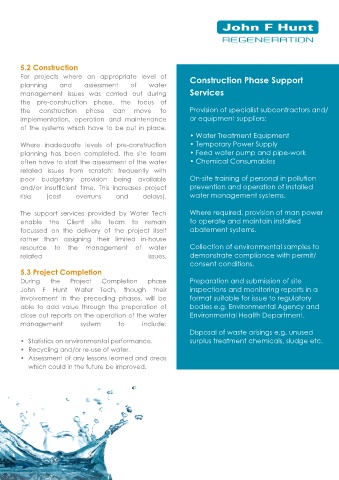 John F Hunt
REGENERATION
5.2 Construction
For projects where an appropriate level of
planning and assessment of water
management issues was carried out during
the pre-construction phase, the focus of
the construction phase can move to
implementation, operation and maintenance
of the systems which have to be put in place.
Where inadequate levels of pre-construction
planning has been completed, the site team
often have to start the assessment of the water
related issues from scratch; frequently with
poor budgetary provision being available
and/or insufficient time. This increases project
risks (cost overruns and delays).
The support services provided by Water Tech
enable the Client site team to remain
focussed on the delivery of the project itself
rather than assigning their limited in-house
resource to the management of water
related issues.
5.3 Project Completion
During the Project Completion phase
John F Hunt Water Tech, though their
involvement in the preceding phases, will be
able to add value through the preparation of
close out reports on the operation of the water
management system to include:
• Statistics on environmental performance.
• Recycling and/or re-use of water.
• Assessment of any lessons learned and areas
which could in the future be improved.
Construction Phase Support
Services
Provision of specialist subcontractors and/
or equipment suppliers:
• Water Treatment Equipment
• Temporary Power Supply
• Feed water pump and pipe-work
• Chemical Consumables
On-site training of personal in pollution
prevention and operation of installed
water management systems.
Where required, provision of man power
to operate and maintain installed
abatement systems.
Collection of environmental samples to
demonstrate compliance with permit/
consent conditions.
Preparation and submission of site
inspections and monitoring reports in a
format suitable for issue to regulatory
bodies e.g. Environmental Agency and
Environmental Health Department.
Disposal of waste arisings e.g. unused
surplus treatment chemicals, sludge etc.